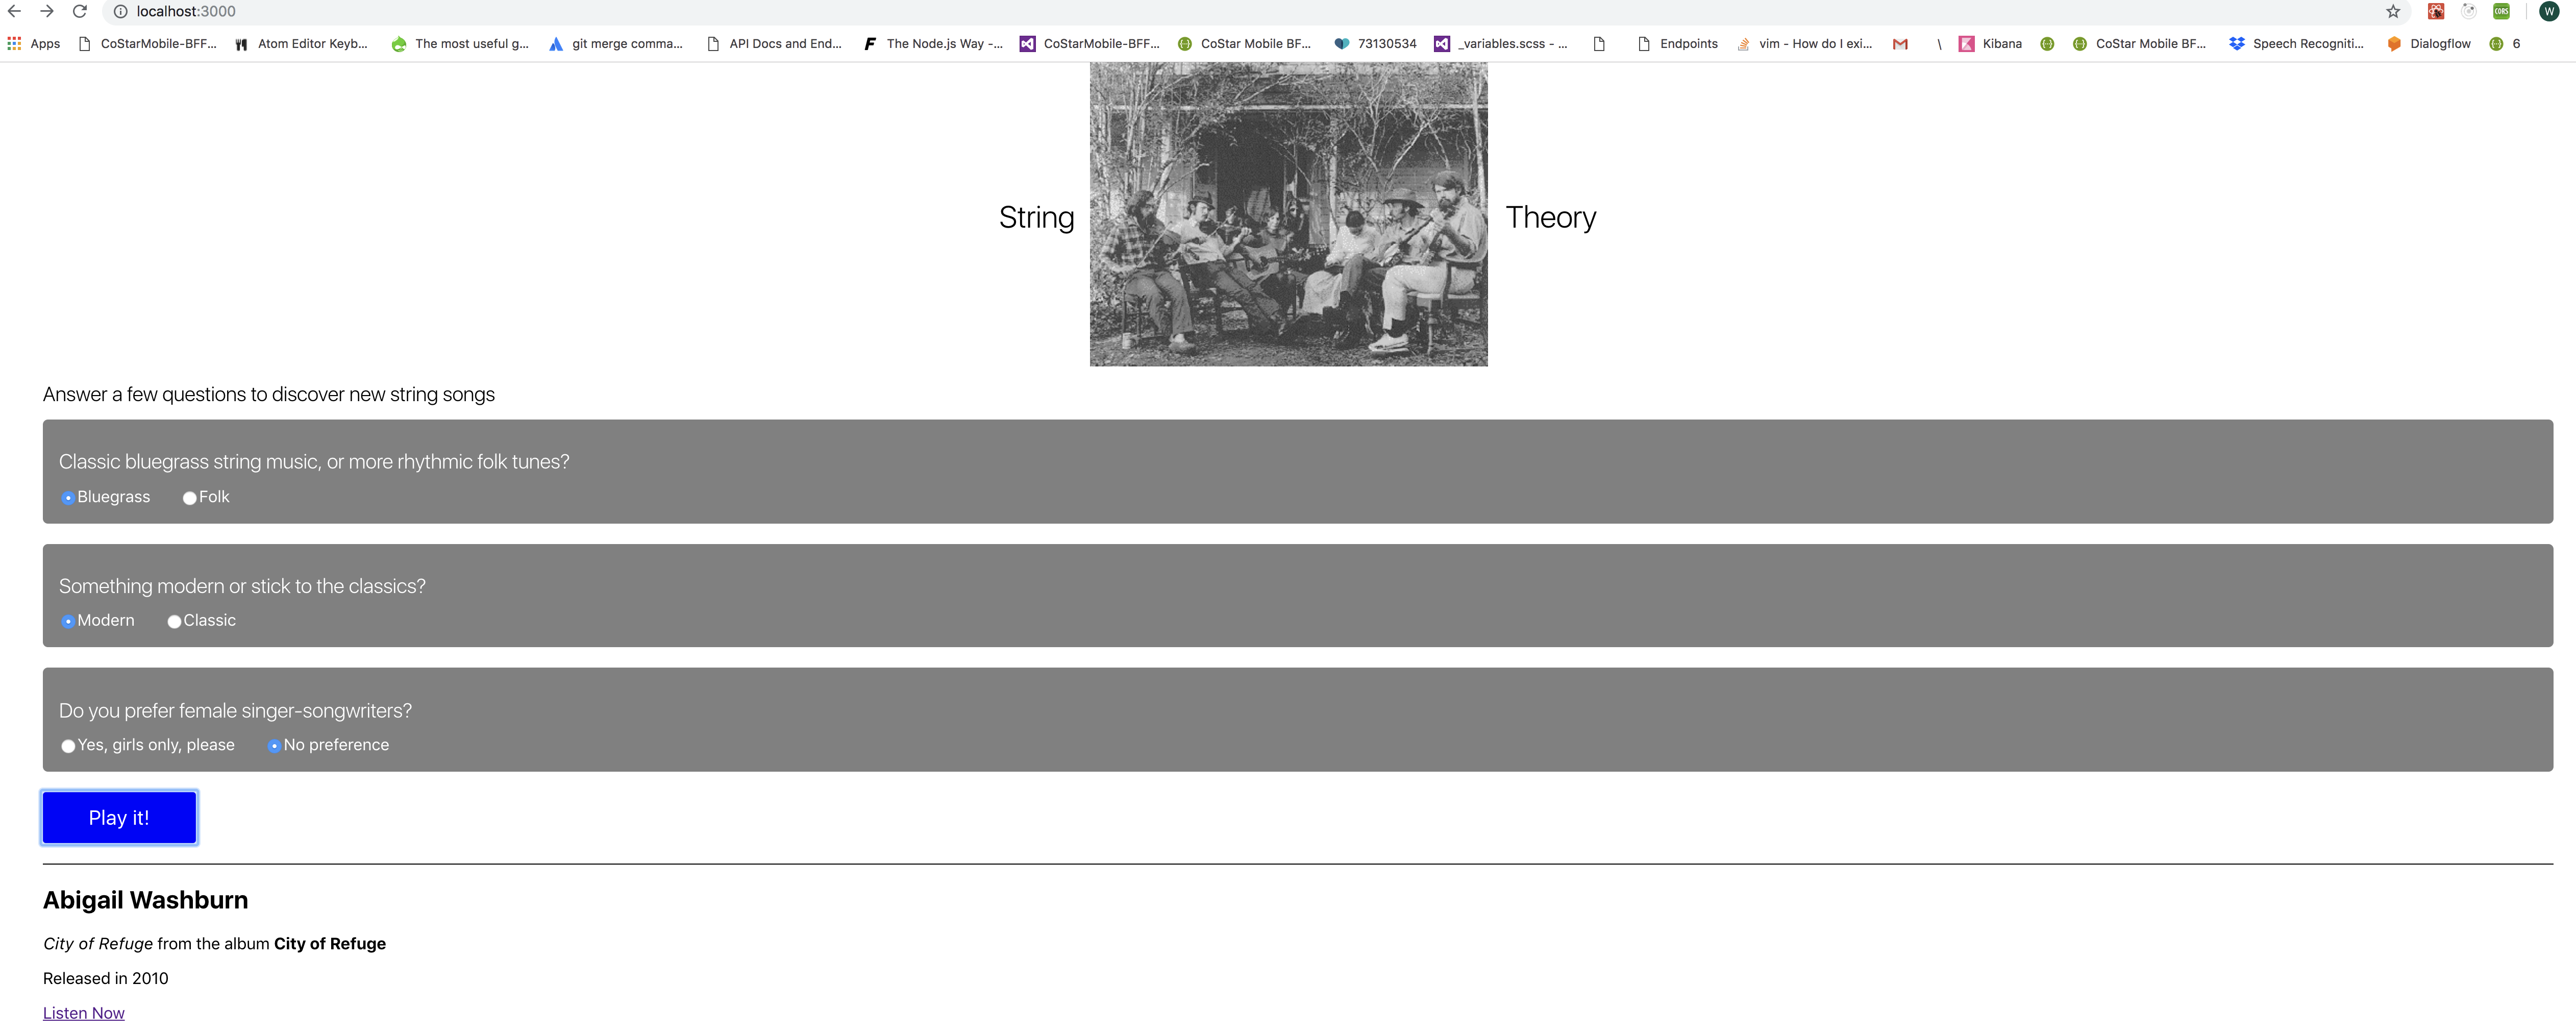 localhost:3000
W
Apps CoStarMobile-BFF... Atom Editor Keyb... The most useful g... git merge comma... API Docs and End... The Node.js Way -... CoStarMobile-BFF... CoStar Mobile BF... 73130534 _variables.scss - ... Endpoints vim - How do I exi... \ Kibana CoStar Mobile BF... Speech Recogniti... Dialogflow 6
String Theory
Answer a few questions to discover new string songs
Classic bluegrass string music, or more rhythmic folk tunes?
Bluegrass Folk
Something modern or stick to the classics?
Modern Classic
Do you prefer female singer-songwriters?
Yes, girls only, please No preference
Play it!
Abigail Washburn
City of Refuge from the album City of Refuge
Released in 2010
Listen Now